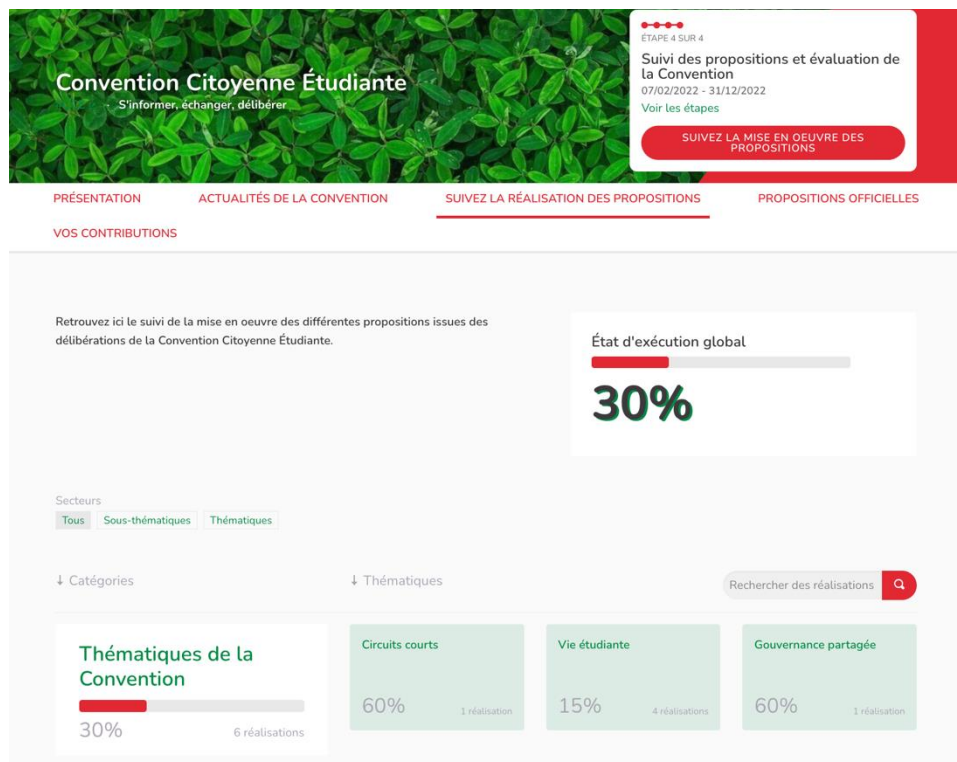 Convention Citoyenne Étudiante
S'informer, échanger, délibérer
ÉTAPE 4 SUR 4
Suivi des propositions et évaluation de
la Convention
07/02/2022 - 31/12/2022
Voir les étapes
SUIVEZ LA MISE EN OEUVRE DES
PROPOSITIONS
PRÉSENTATION
ACTUALITÉS DE LA CONVENTION
SUIVEZ LA RÉALISATION DES PROPOSITIONS
PROPOSITIONS OFFICIELLES
VOS CONTRIBUTIONS
Retrouvez ici le suivi de la mise en oeuvre des différentes propositions issues des
délibérations de la Convention Citoyenne Étudiante.
État d'exécution global
30%
Secteurs
Tous
Sous-thématiques
Thématiques
↓ Catégories
↓ Thématiques
Rechercher des réalisations
Thématiques de la
Convention
30%
6 réalisations
Circuits courts
60%
1 réalisation
Vie étudiante
15%
4 réalisations
Gouvernance partagée
60%
1 réalisation